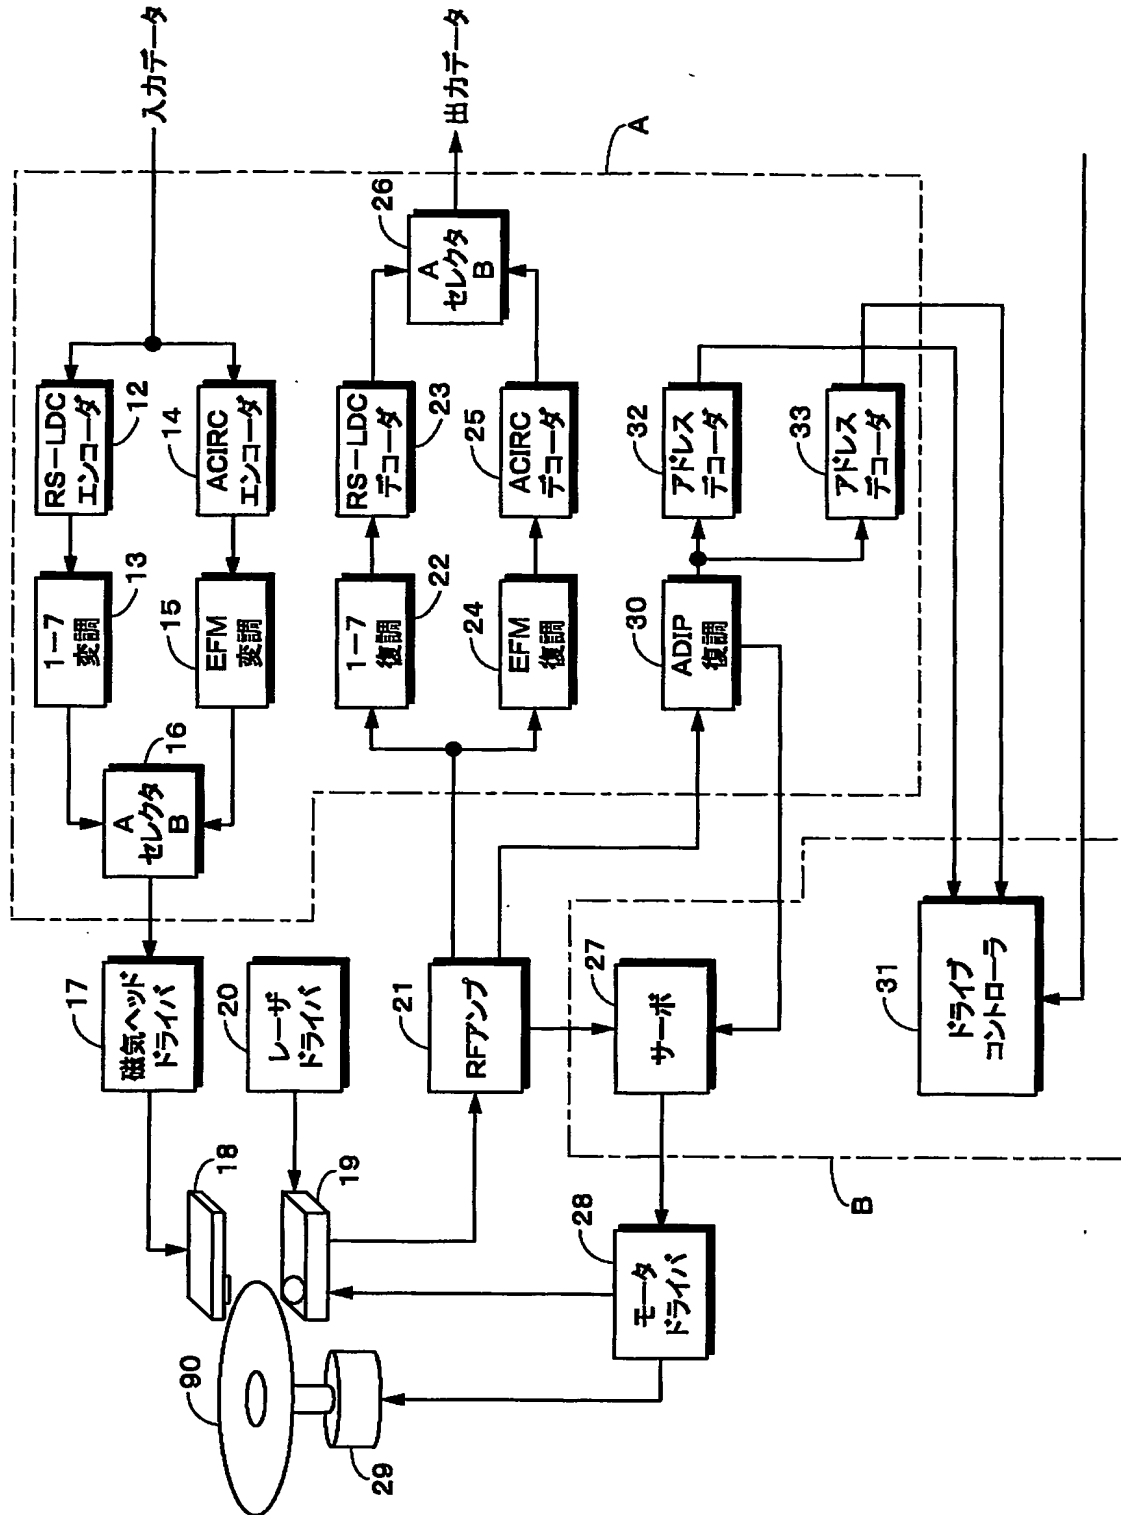 入力データ
出力データ
A
RS-LDC
エンコーダ
12
1-7
変調
13
ACIRC
エンコーダ
14
EFM
変調
15
A
セレクタ
B
16
磁気ヘッド
ドライバ
17
18
19
レーザ
ドライバ
20
RFアンプ
21
1-7
復調
22
RS-LDC
デコーダ
23
EFM
復調
24
ACIRC
デコーダ
25
A
セレクタ
B
26
サーボ
27
モータ
ドライバ
28
29
90
ADIP
復調
30
ドライブ
コントローラ
31
アドレス
デコーダ
32
アドレス
デコーダ
33
B